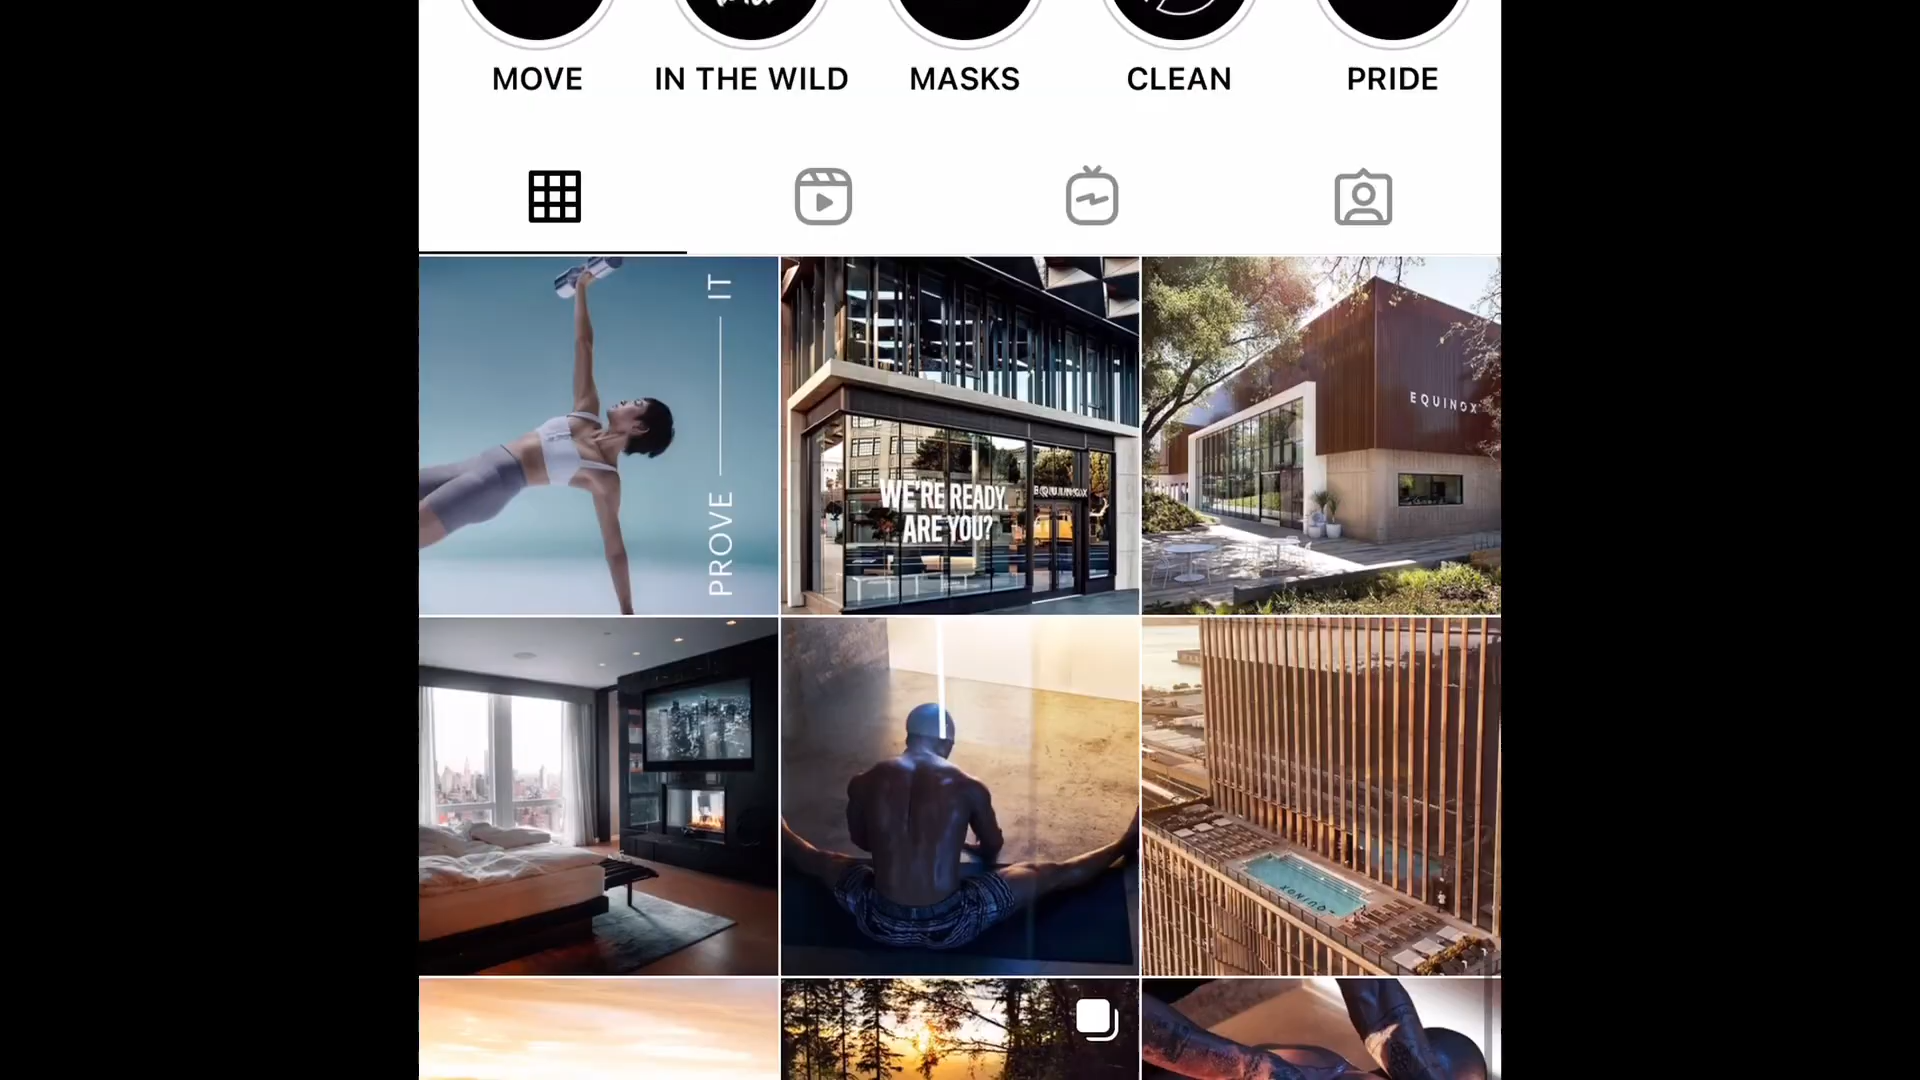 MOVE
IN THE WILD
MASKS
CLEAN
PRIDE
PROVE — IT
WE'RE READY.
ARE YOU?
EQUINOX
EQUINOX
EQUINOX